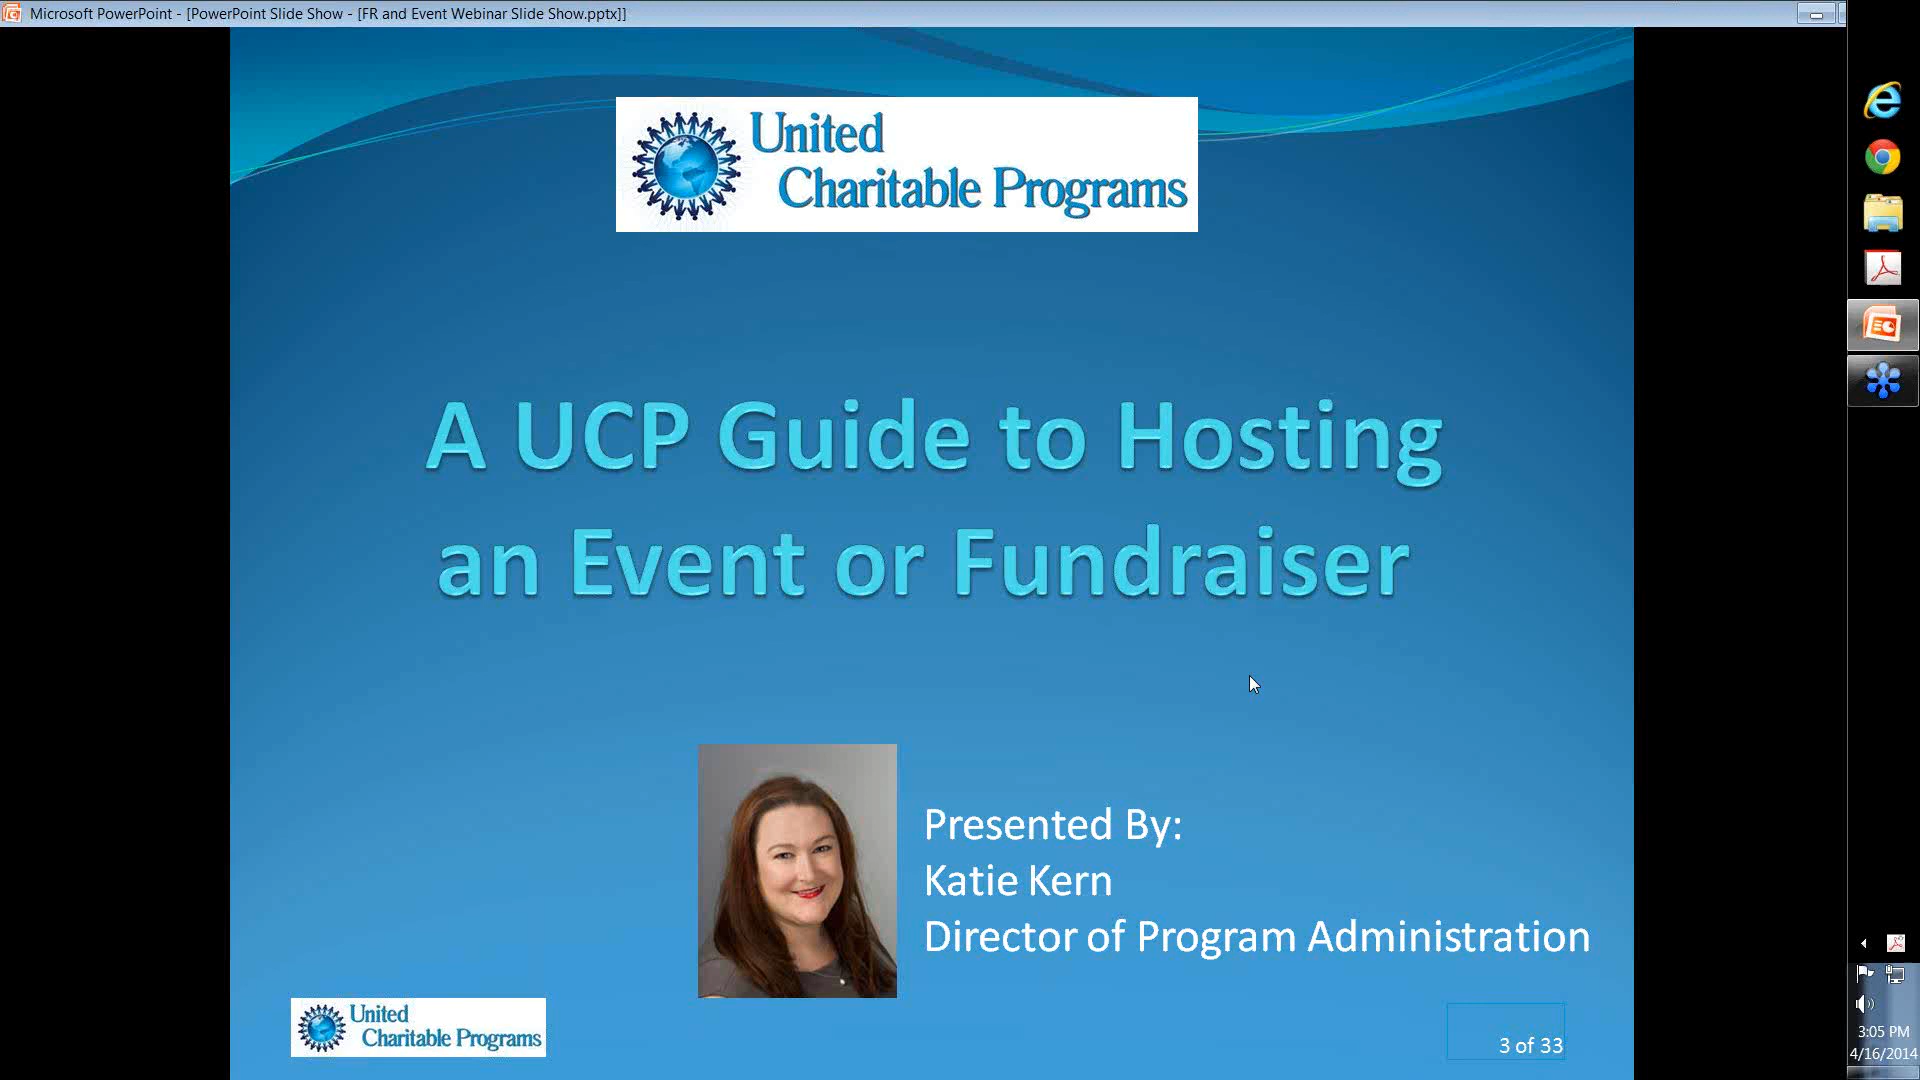 Microsoft PowerPoint - [PowerPoint Slide Show - [FR and Event Webinar Slide Show.pptx]]
United
Charitable Programs
A UCP Guide to Hosting
an Event or Fundraiser
Presented By:
Katie Kern
Director of Program Administration
United
Charitable Programs
3 of 33
3:05 PM
4/16/2014